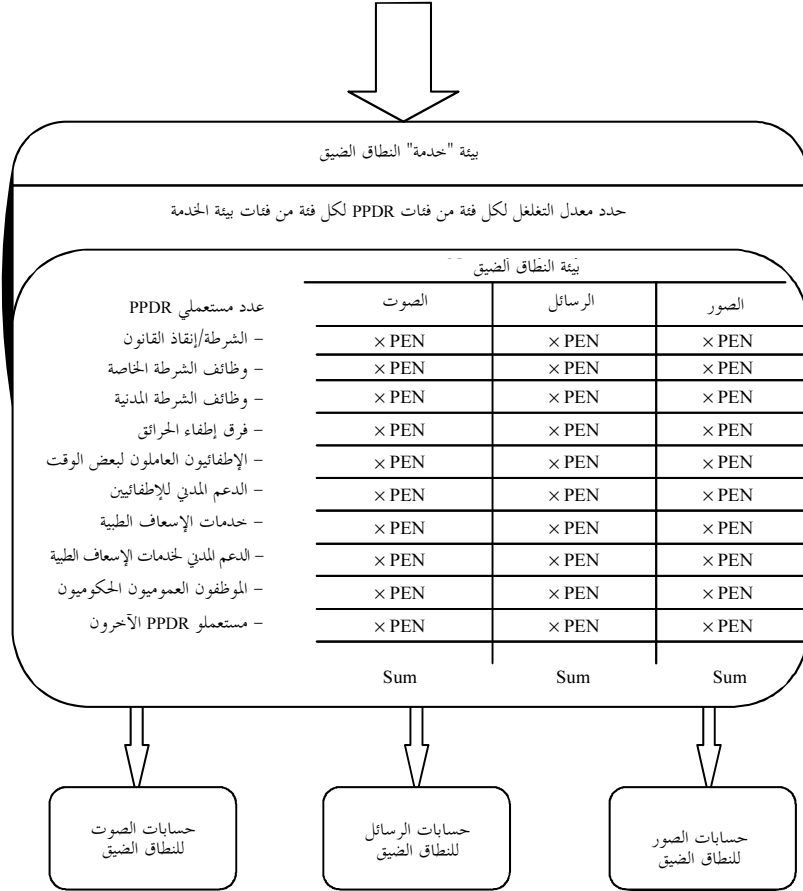 بيئة "خدمة" النطاق الضيق
حدد معدل التغلغل لكل فئة من فئات PPDR لكل فئة من فئات بيئة الخدمة
بيئة النطاق الضيق
عدد مستعملي PPDR الصوت الرسائل الصور
– الشرطة/إنقاذ القانون × PEN × PEN × PEN
– وظائف الشرطة الخاصة × PEN × PEN × PEN
– وظائف الشرطة المدنية × PEN × PEN × PEN
– فرق إطفاء الحرائق × PEN × PEN × PEN
– الإطفائيون العاملون لبعض الوقت × PEN × PEN × PEN
– الدعم المدني للإطفائيين × PEN × PEN × PEN
– خدمات الإسعاف الطبية × PEN × PEN × PEN
– الدعم المدني لخدمات الإسعاف الطبية × PEN × PEN × PEN
– الموظفون العموميون الحكوميون × PEN × PEN × PEN
– مستعملو PPDR الآخرون × PEN × PEN × PEN
Sum Sum Sum
حسابات الصوت
للنطاق الضيق
حسابات الرسائل
للنطاق الضيق
حسابات الصور
للنطاق الضيق